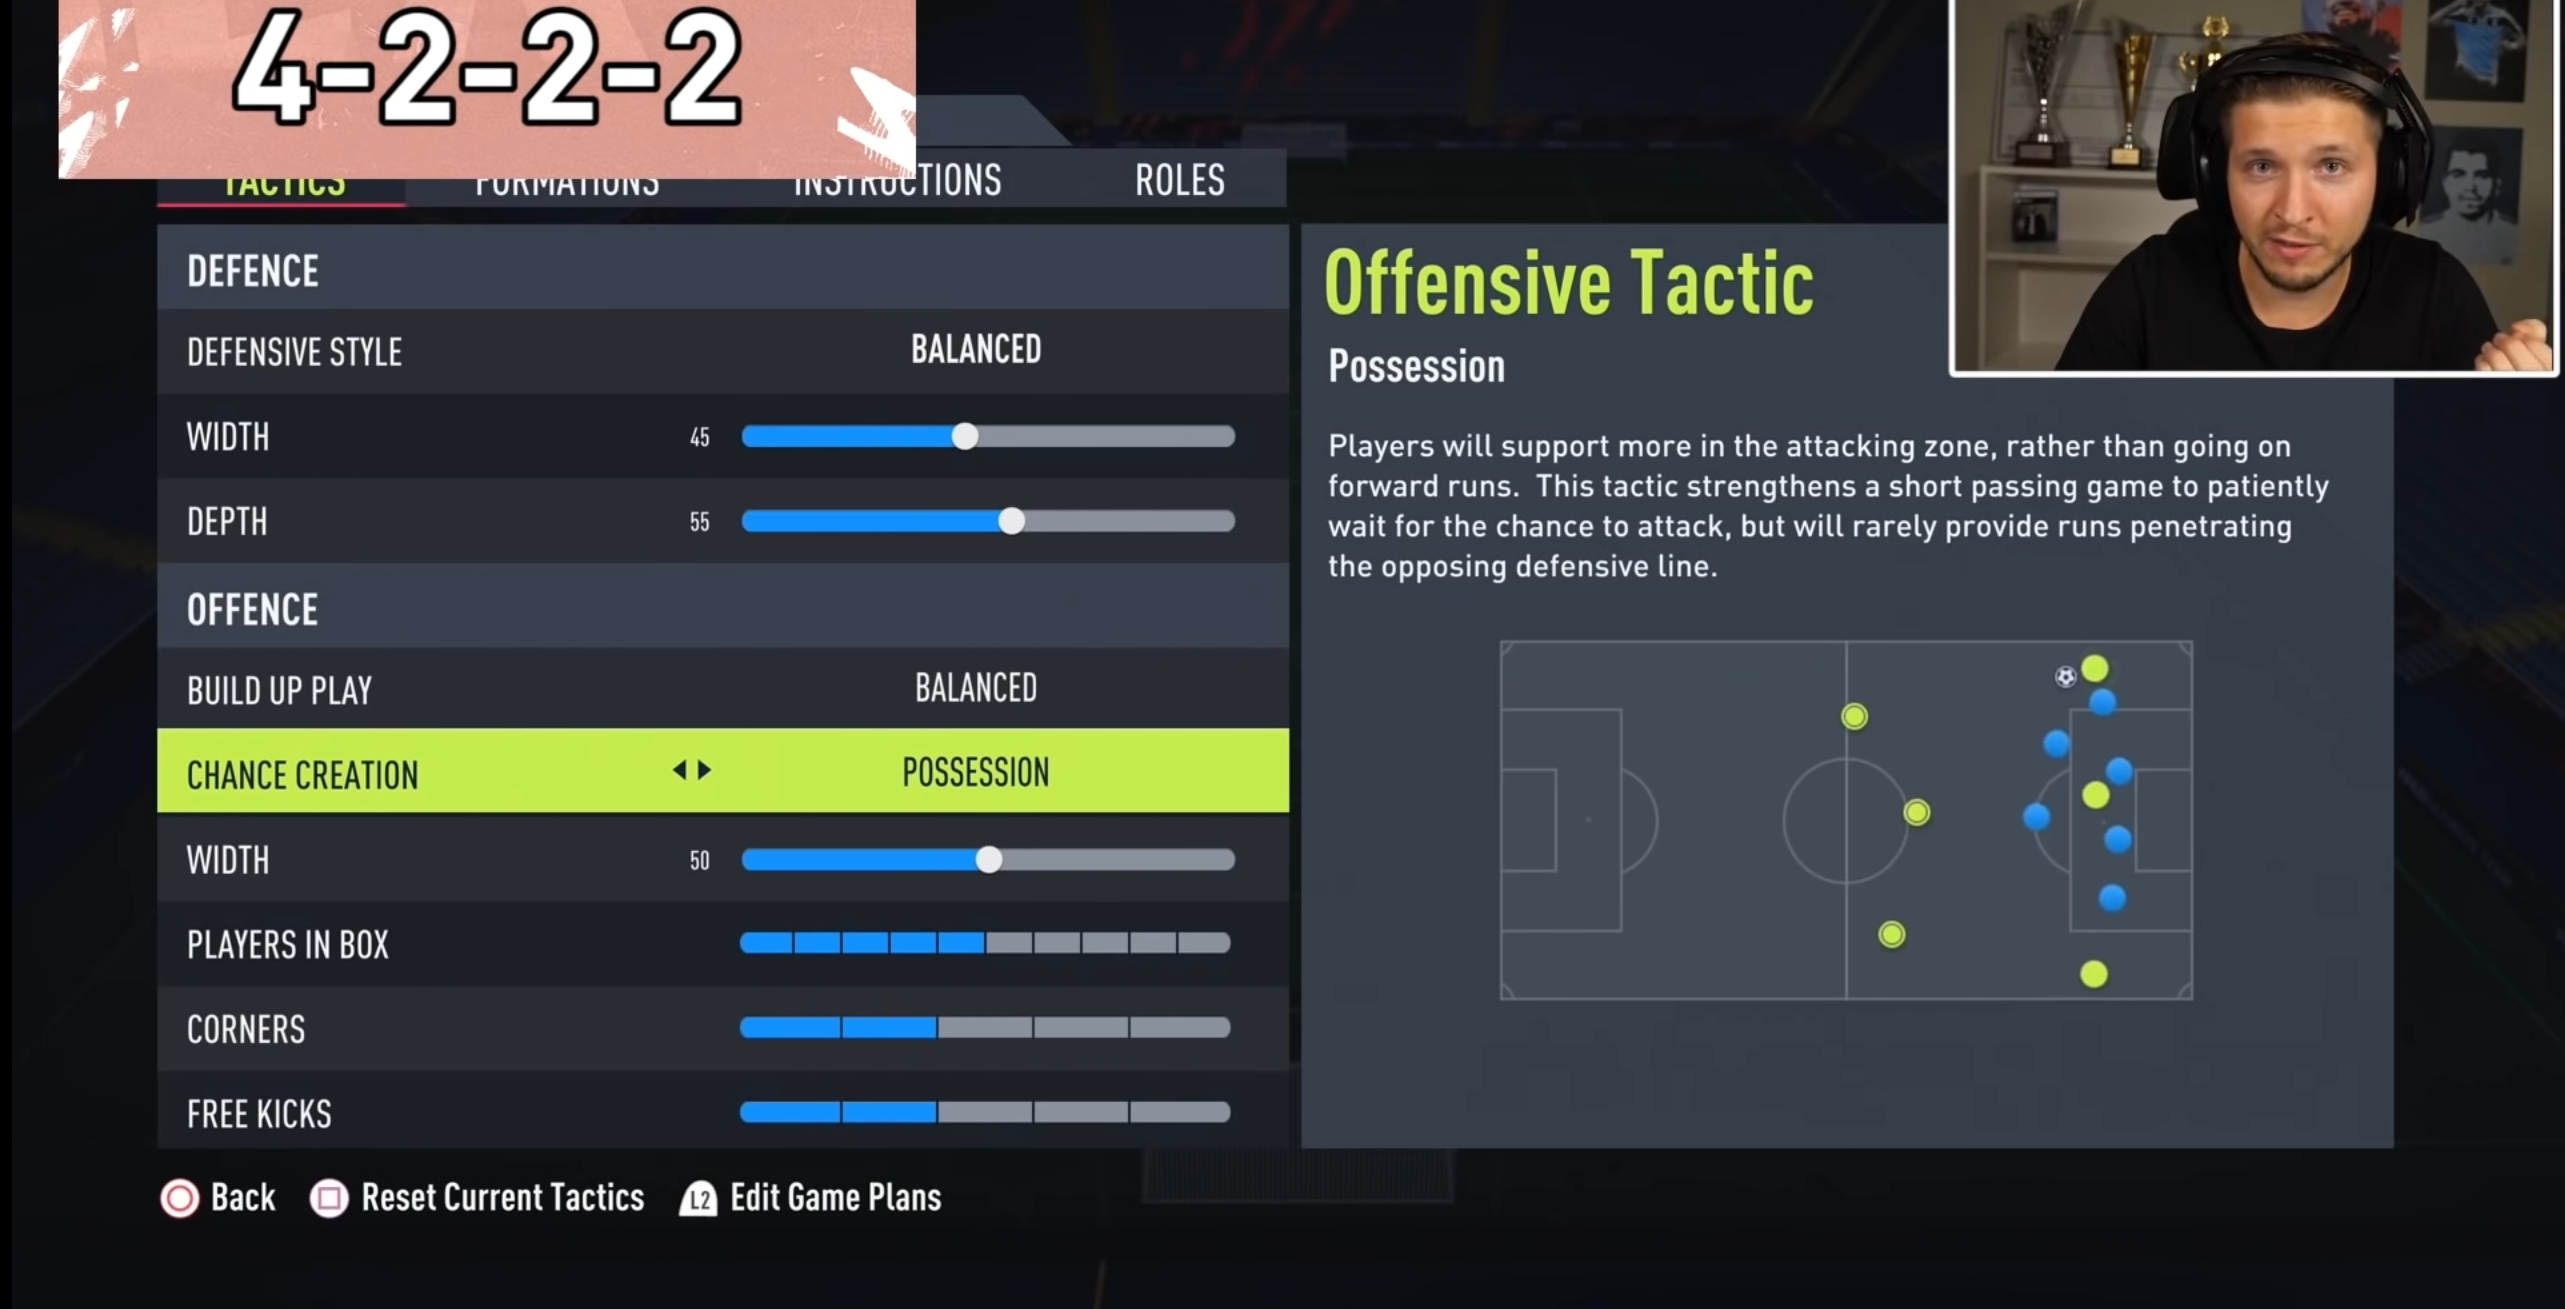 4-2-2-2
TACTICS FORMATIONS INSTRUCTIONS ROLES
DEFENCE
DEFENSIVE STYLE BALANCED
WIDTH 45
DEPTH 55
OFFENCE
BUILD UP PLAY BALANCED
CHANCE CREATION POSSESSION
WIDTH 50
PLAYERS IN BOX
CORNERS
FREE KICKS
Back Reset Current Tactics L2 Edit Game Plans
Offensive Tactic
Possession
Players will support more in the attacking zone, rather than going on
forward runs. This tactic strengthens a short passing game to patiently
wait for the chance to attack, but will rarely provide runs penetrating
the opposing defensive line.